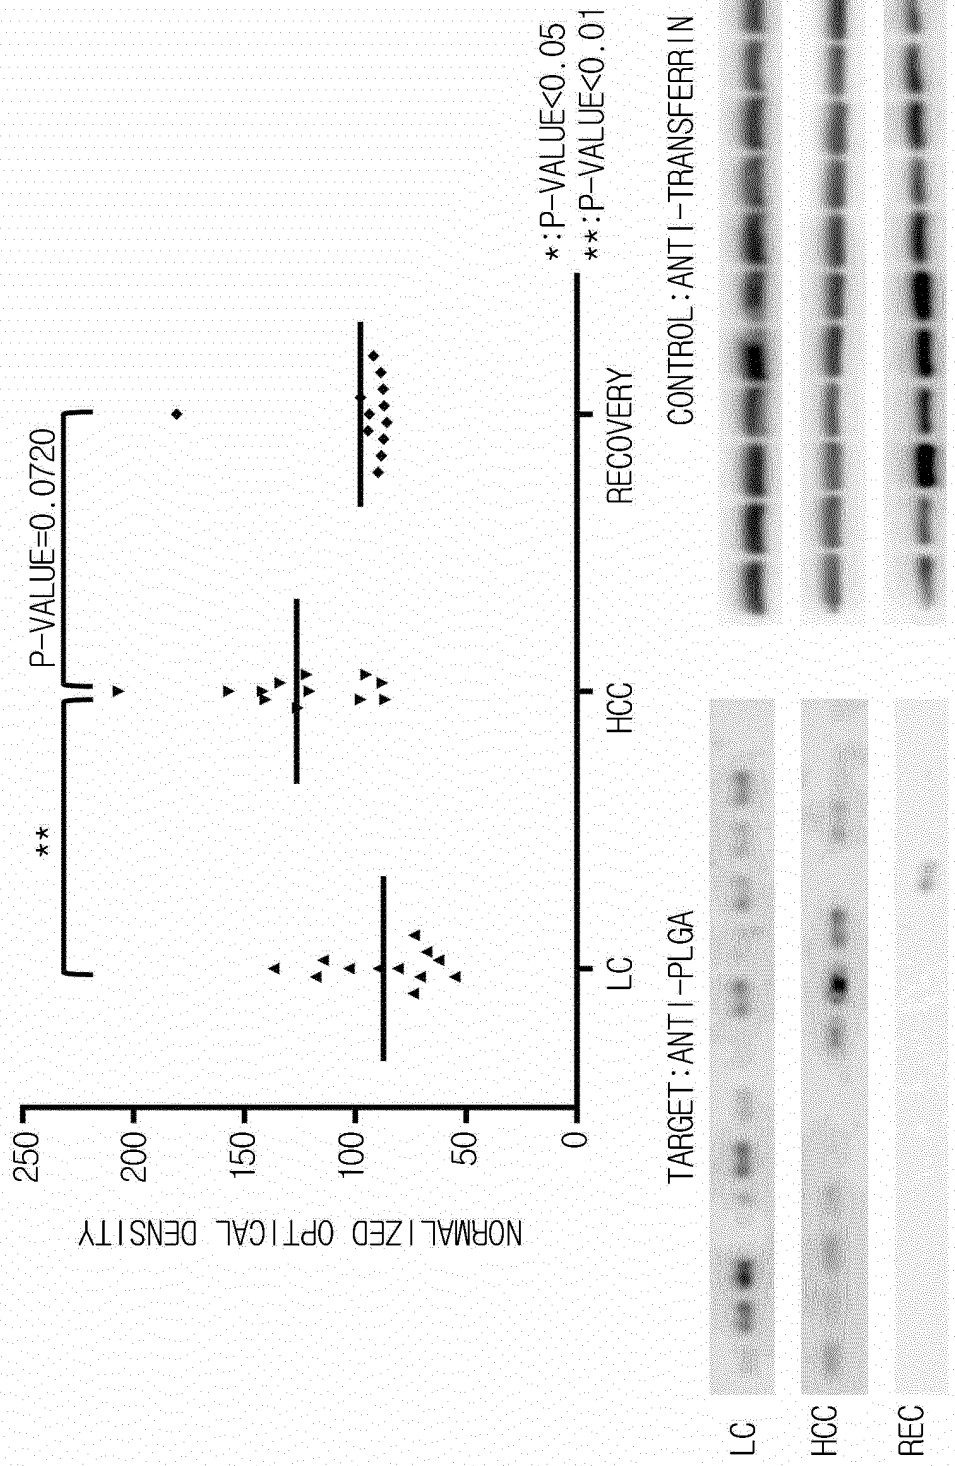 NORMALIZED OPTICAL DENSITY
250
200
150
100
50
0
**
P-VALUE=0.0720
LC
HCC
RECOVERY
*:P-VALUE<0.05
**:P-VALUE<0.01
TARGET:ANTI-PLGA
CONTROL:ANTI-TRANSFERRIN
LC
HCC
REC